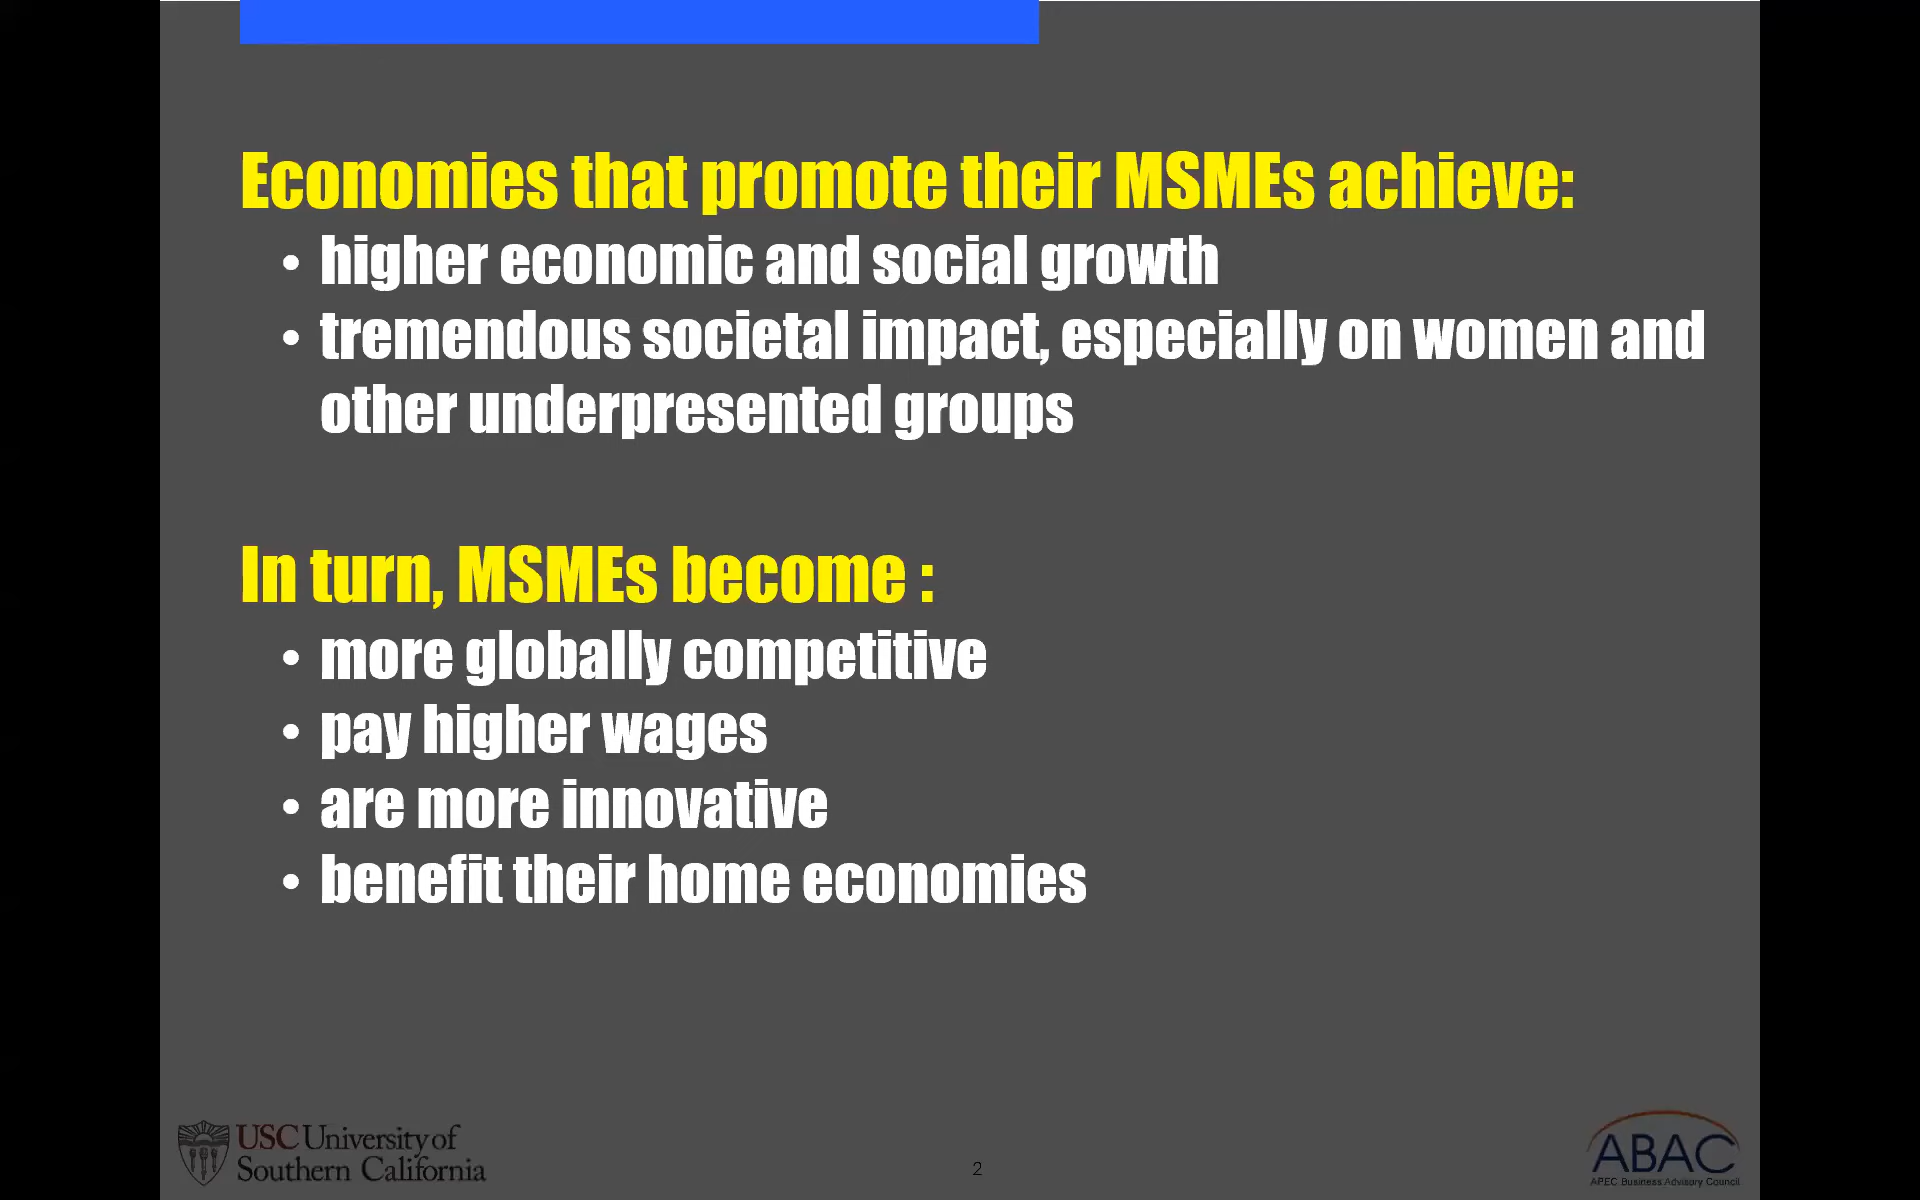 Economies that promote their MSMEs achieve:
• higher economic and social growth
• tremendous societal impact, especially on women and
other underpresented groups
In turn, MSMEs become :
• more globally competitive
• pay higher wages
• are more innovative
• benefit their home economies
USC University of
Southern California
2
ABAC
APEC Business Advisory Council